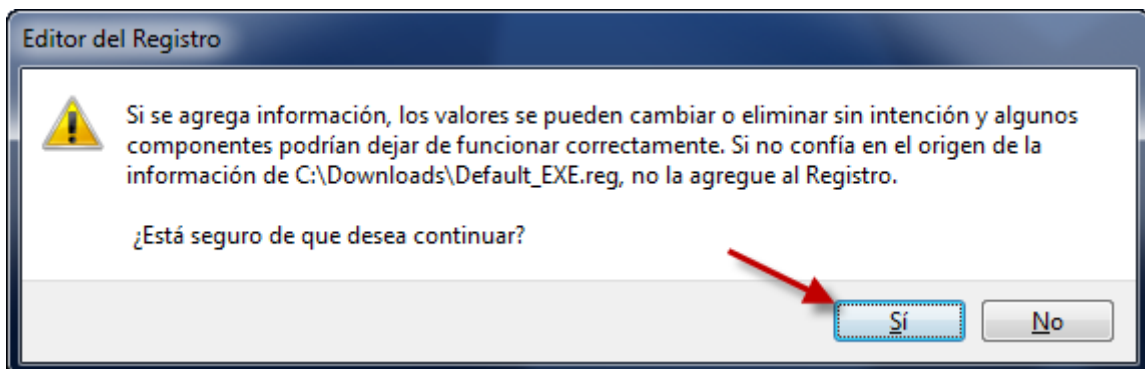 Editor del Registro
Si se agrega información, los valores se pueden cambiar o eliminar sin intención y algunos
componentes podrían dejar de funcionar correctamente. Si no confía en el origen de la
información de C:\Downloads\Default_EXE.reg, no la agregue al Registro.
¿Está seguro de que desea continuar?
Sí No